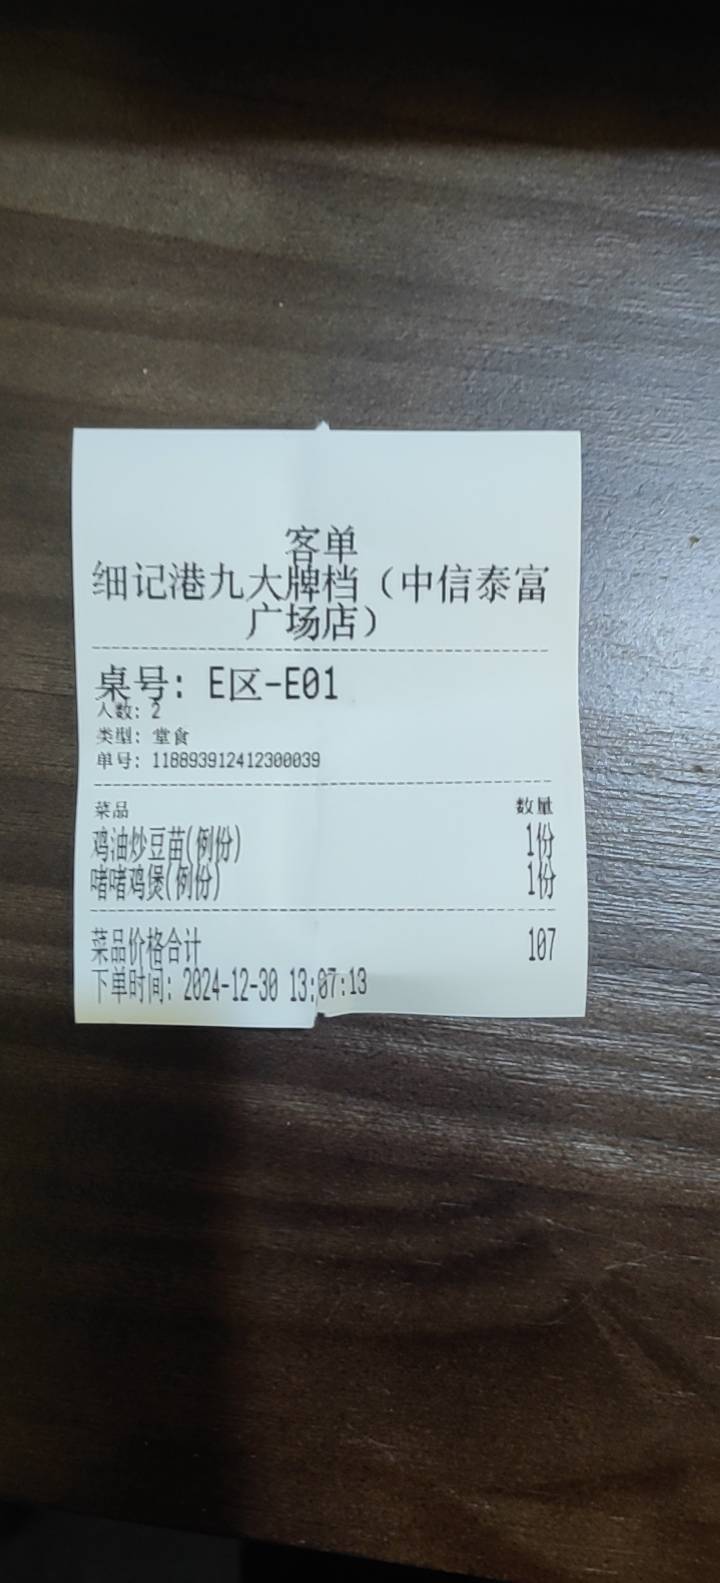 客单
细记港九大牌档（中信泰富
广场店）
桌号: E区-E01
人数: 2
类型: 堂食
单号: 118893912412300039
菜品 数量
鸡油炒豆苗(例份) 1份
啫啫鸡煲(例份) 1份
菜品价格合计 107
下单时间: 2024-12-30 13:07:13